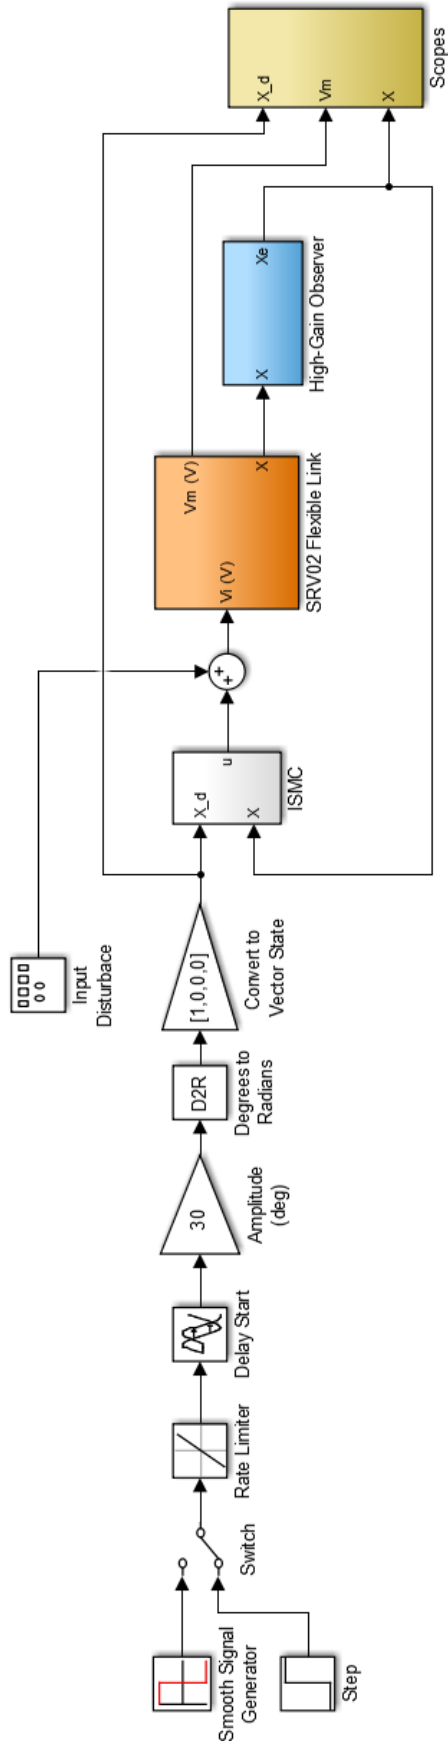 Smooth Signal
Generator
Step
Switch
Rate Limiter
Delay Start
30
Amplitude
(deg)
D2R
Degrees to
Radians
[1,0,0,0]
Convert to
Vector State
Input
Disturbace
X_d
X
u
ISMC
+
+
Vi (V)
Vm (V)
X
SRV02 Flexible Link
X
Xe
High-Gain Observer
X_d
Vm
X
Scopes